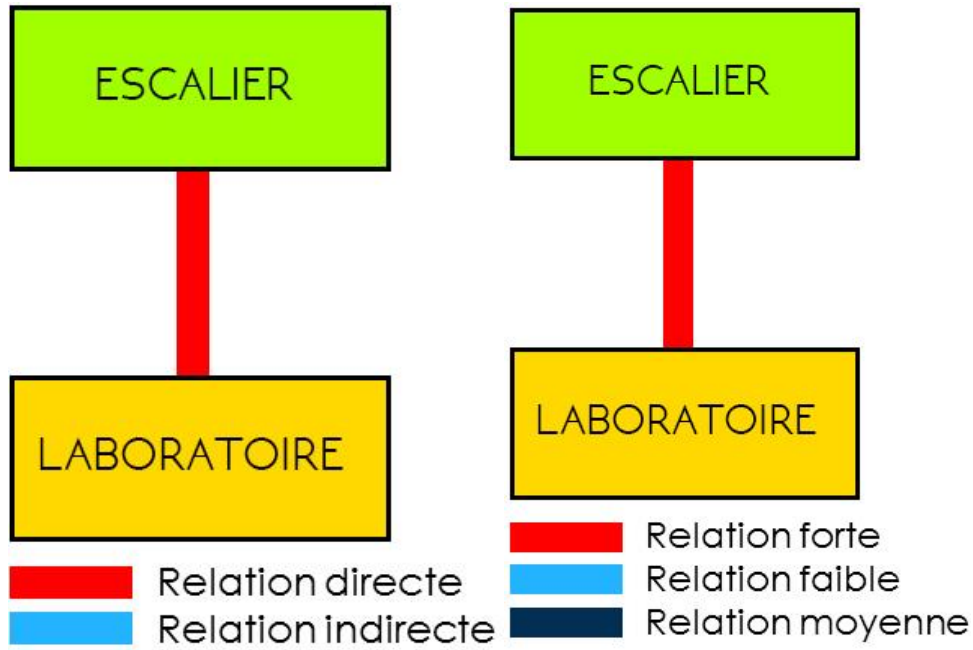 ESCALIER
LABORATOIRE
Relation directe
Relation indirecte
ESCALIER
LABORATOIRE
Relation forte
Relation faible
Relation moyenne